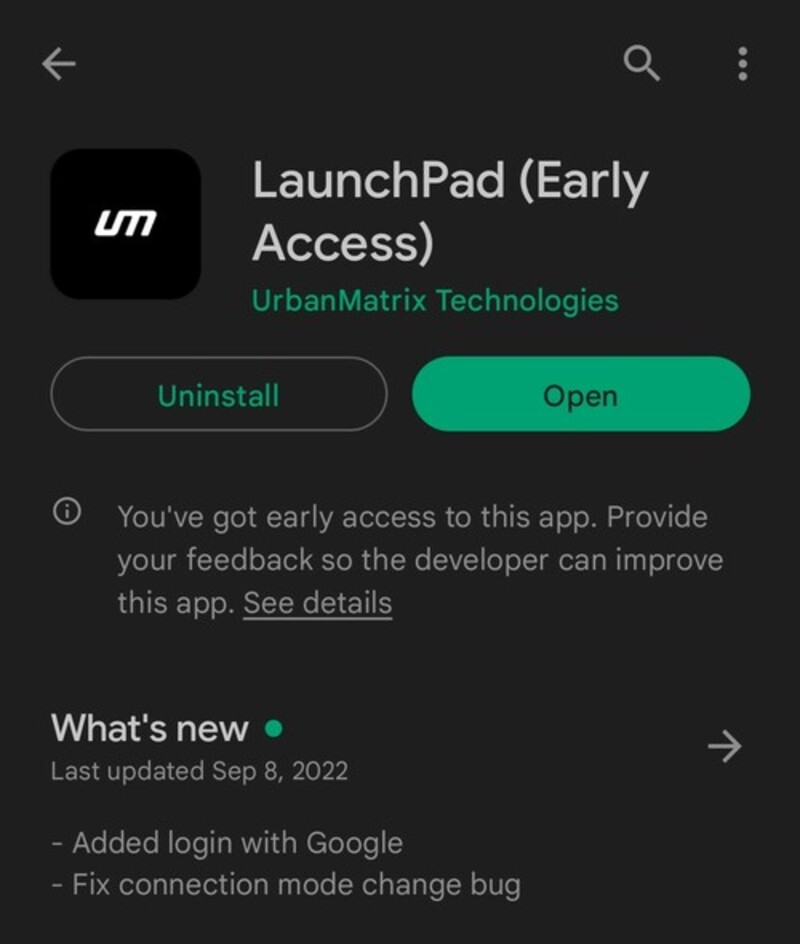 um
LaunchPad (Early
Access)
UrbanMatrix Technologies
Uninstall
Open
You've got early access to this app. Provide
your feedback so the developer can improve
this app. See details
What's new
Last updated Sep 8, 2022
- Added login with Google
- Fix connection mode change bug